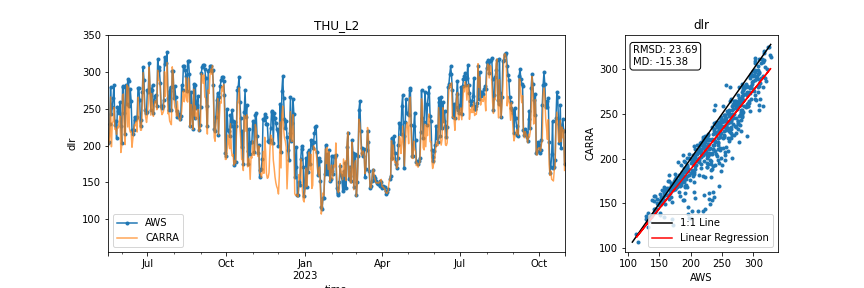 THU_L2
dlr
350
300
250
200
150
100
dlr
AWS
CARRA
Jul
Oct
Jan
2023
Apr
Jul
Oct
time
dlr
RMSD: 23.69
MD: -15.38
300
250
200
150
100
CARRA
1:1 Line
Linear Regression
100
150
200
250
300
AWS